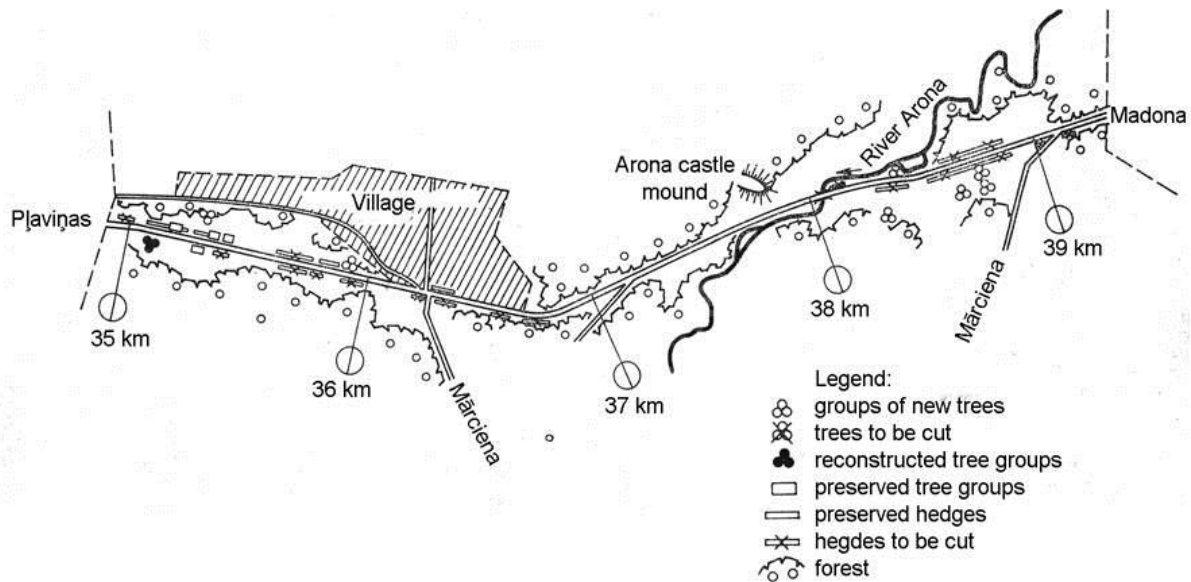 Madona
River Arona
Arona castle
mound
Village
Pļaviņas
39 km
38 km
Mārciena
35 km
36 km
37 km
Mārciena
Legend:
groups of new trees
trees to be cut
reconstructed tree groups
preserved tree groups
preserved hedges
hegdes to be cut
forest